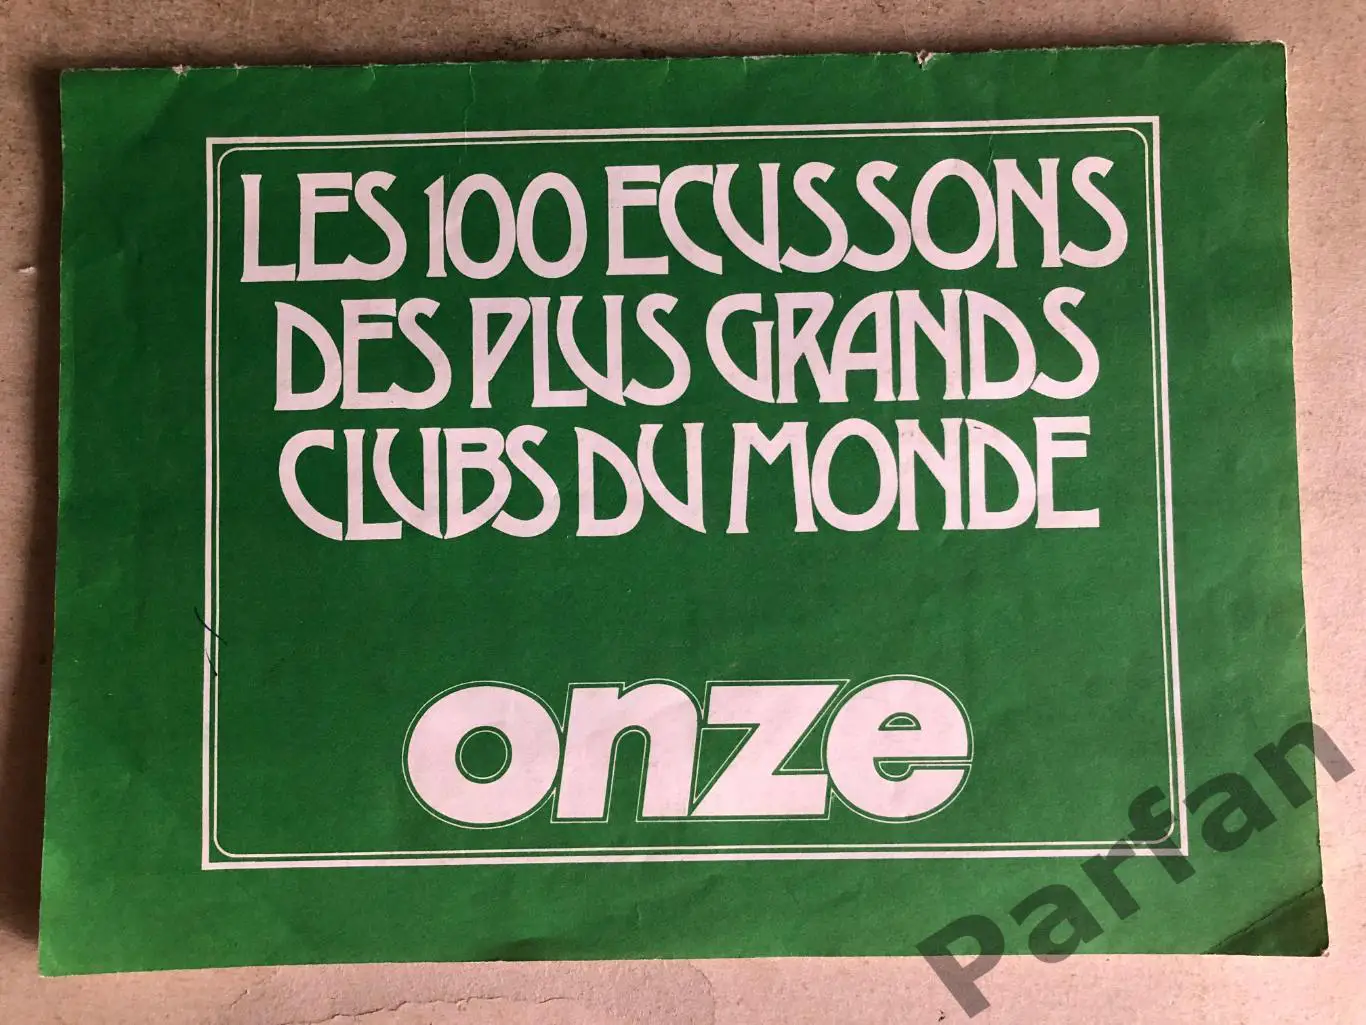 LES 100 ECUSSONS
DES PLUS GRANDS
CLUBS DU MONDE
onze
Parfan